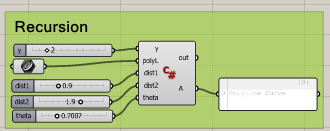 Recursion
y 2
dist1 0.9
dist2 1.9
theta 0.7007
y
polyL
dist1
dist2
theta
C#
out
A
{0}
0 Polyline Curve